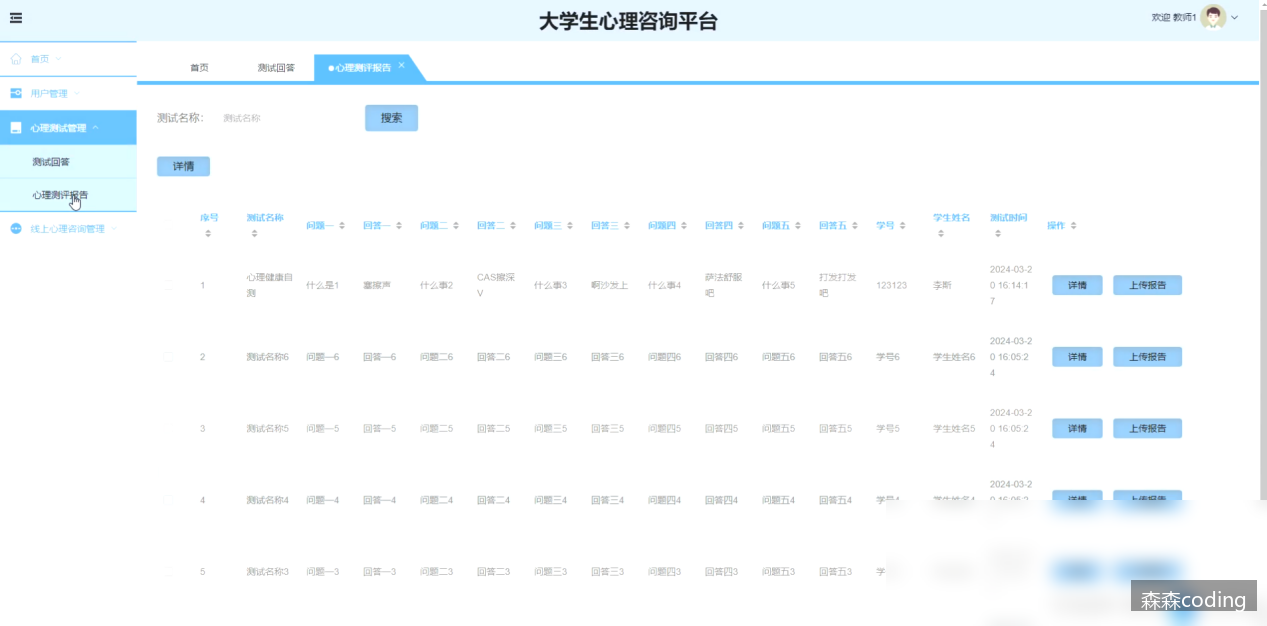 大学生心理咨询平台
欢迎 教师1
首页
用户管理
心理测试管理
测试回答
心理测评报告
线上心理咨询管理
首页 测试回答 ●心理测评报告 ×
测试名称: 测试名称 搜索
详情
序号 测试名称 问题一 回答一 问题二 回答二 问题三 回答三 问题四 回答四 问题五 回答五 学号 学生姓名 测试时间 操作
1 心理健康自测 什么是1 塞擦声 什么事2 CAS擦深V 什么事3 啊沙发上 什么事4 萨法舒服吧 什么事5 打发打发吧 123123 李斯 2024-03-20 16:14:17 详情 上传报告
2 测试名称6 问题一6 回答一6 问题二6 回答二6 问题三6 回答三6 问题四6 回答四6 问题五6 回答五6 学号6 学生姓名6 2024-03-20 16:05:24 详情 上传报告
3 测试名称5 问题一5 回答一5 问题二5 回答二5 问题三5 回答三5 问题四5 回答四5 问题五5 回答五5 学号5 学生姓名5 2024-03-20 16:05:24 详情 上传报告
4 测试名称4 问题一4 回答一4 问题二4 回答二4 问题三4 回答三4 问题四4 回答四4 问题五4 回答五4 学号4 学生姓名4 2024-03-20 16:05:2 详情 上传报告
5 测试名称3 问题一3 回答一3 问题二3 回答二3 问题三3 回答三3 问题四3 回答四3 问题五3 回答五3 学
森森coding